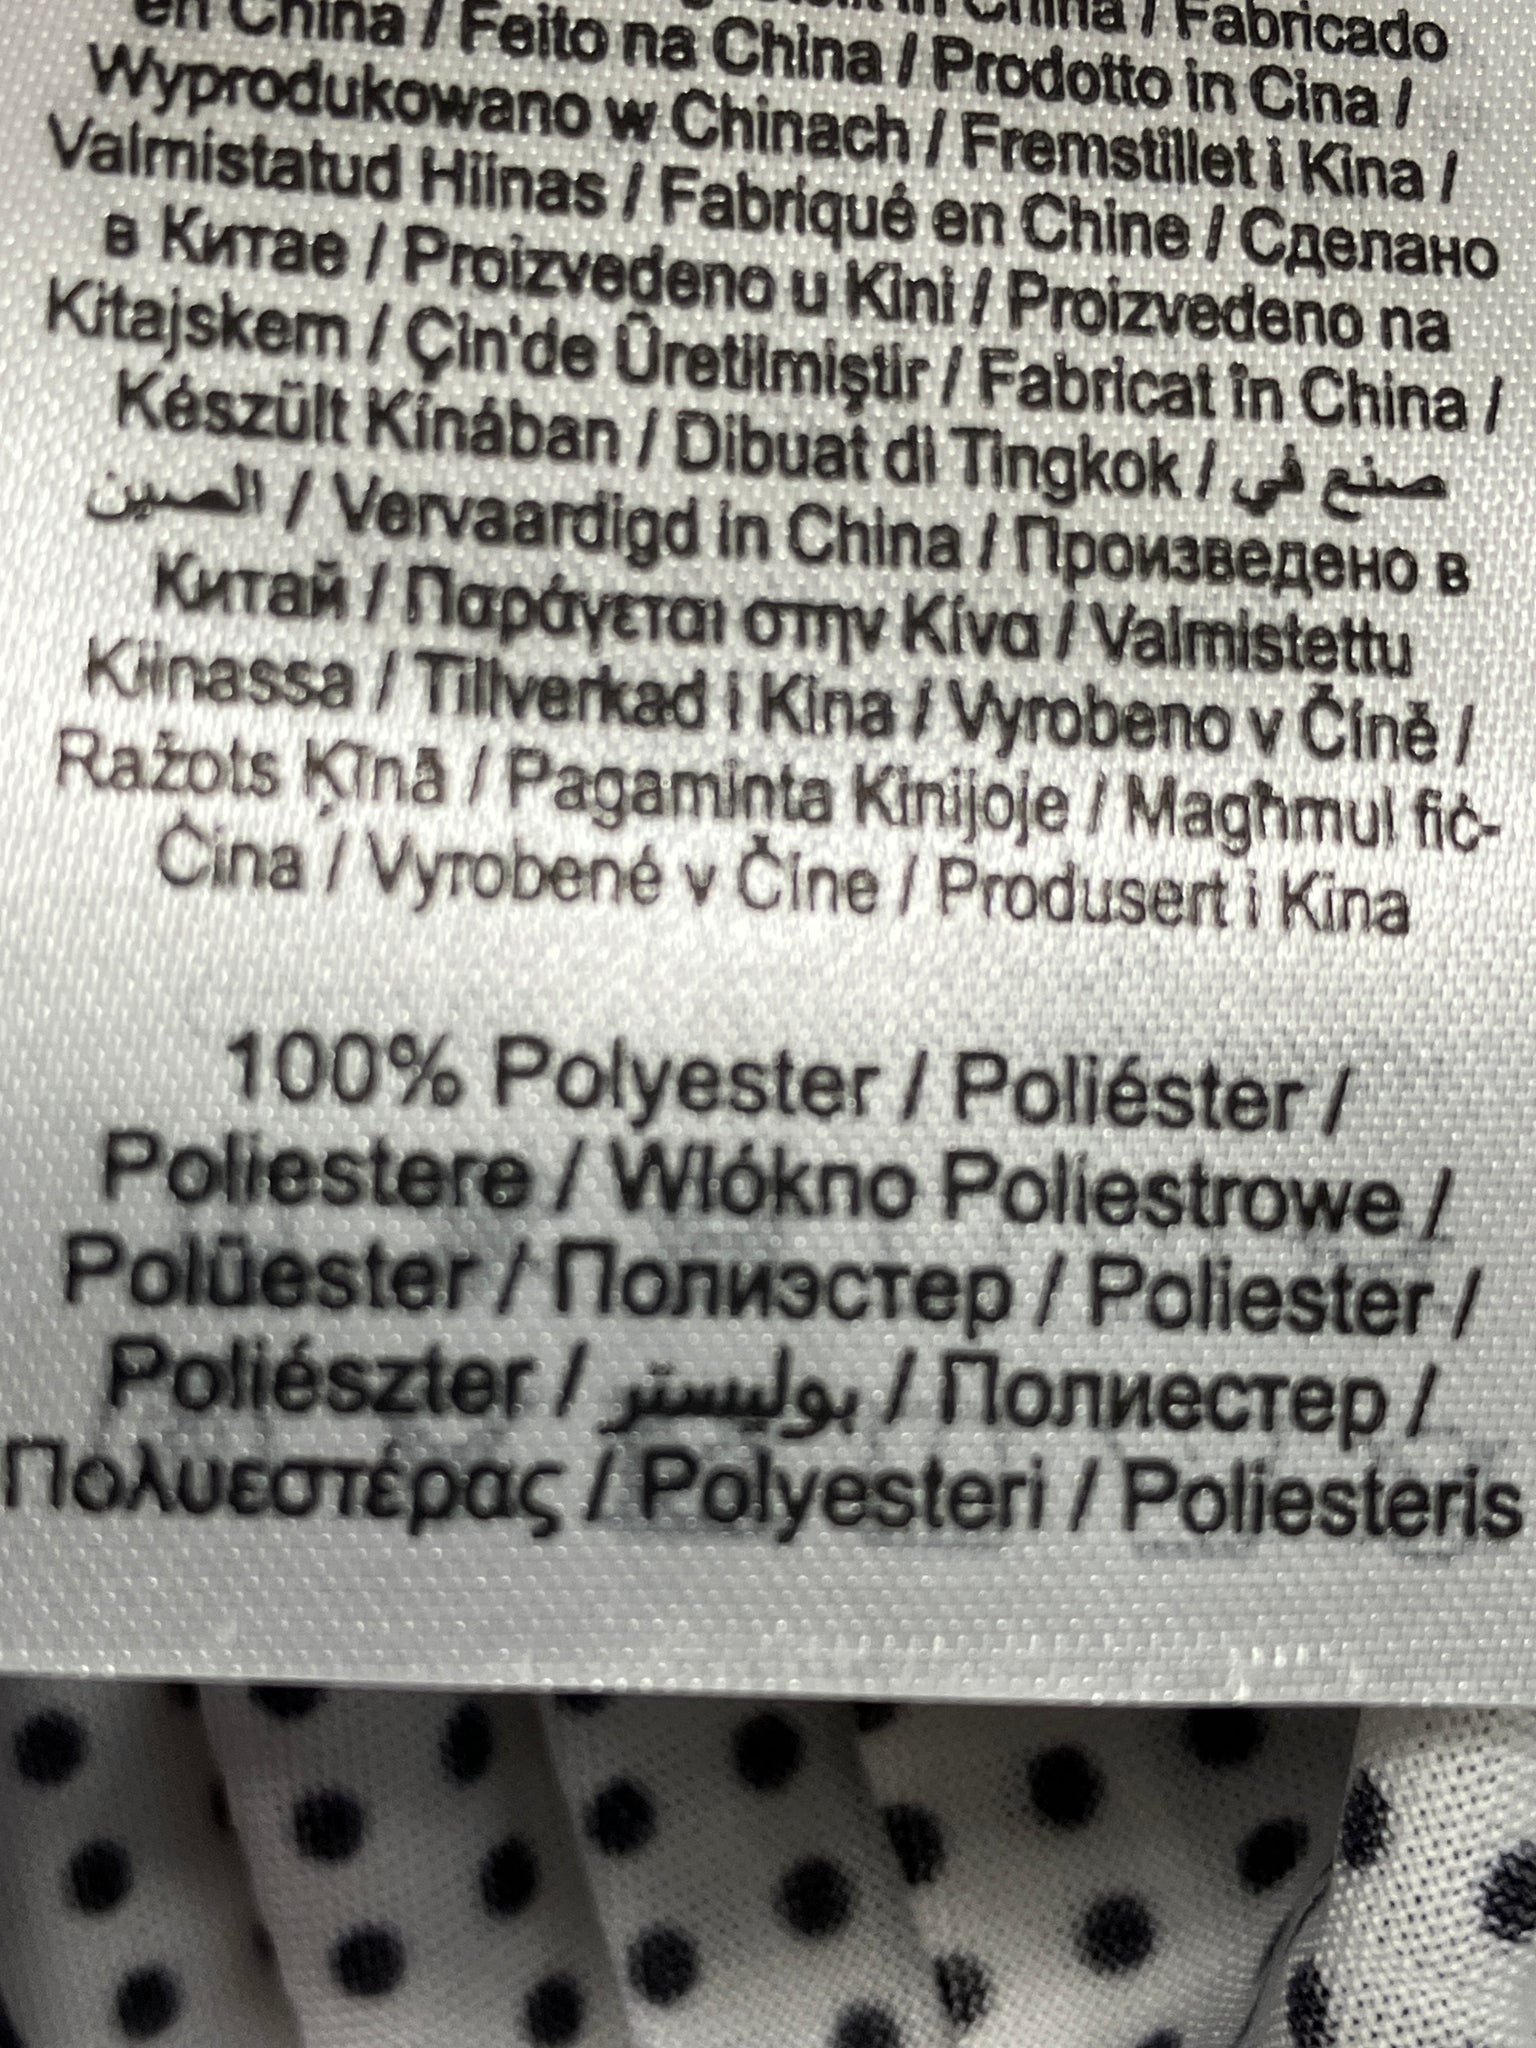 in China / Fabricado
en China / Feito na China / Prodotto in Cina /
Wyprodukowano w Chinach / Fremstillet i Kina /
Valmistatud Hiinas / Fabriqué en Chine / Сделано
в Китае / Proizvedeno u Kini / Proizvedeno na
Kitajskem / Çin'de Üretilmiştir / Fabricat în China /
Készült Kínában / Dibuat di Tingkok / صنع في
الصين / Vervaardigd in China / Произведено в
Китай / Παράγεται στην Κίνα / Valmistettu
Kiinassa / Tillverkad i Kina / Vyrobeno v Číně /
Ražots Ķīnā / Pagaminta Kinijoje / Magħmul fiċ-
Ċina / Vyrobené v Číne / Produsert i Kina
100% Polyester / Poliéster /
Poliestere / Wlókno Poliestrowe /
Polüester / Полиэстер / Poliester /
Poliészter / بوليستر / Полиестер /
Πολυεστέρας / Polyesteri / Poliesteris